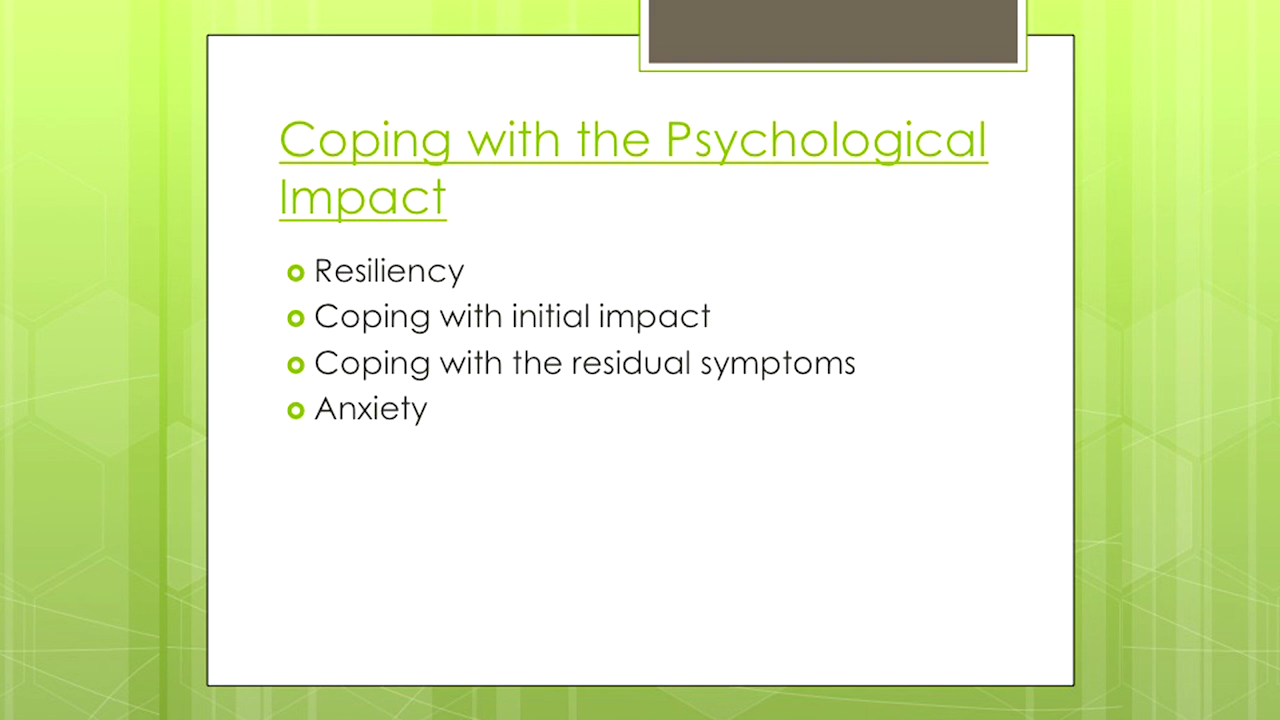 Coping with the Psychological
Impact
Resiliency
Coping with initial impact
Coping with the residual symptoms
Anxiety